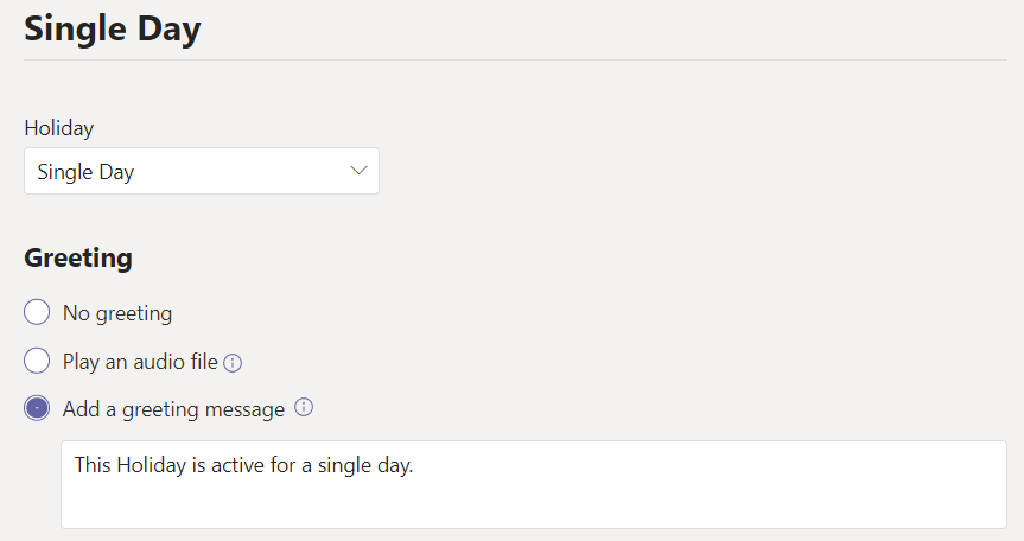 Single Day
Holiday
Single Day
Greeting
No greeting
Play an audio file
Add a greeting message
This Holiday is active for a single day.